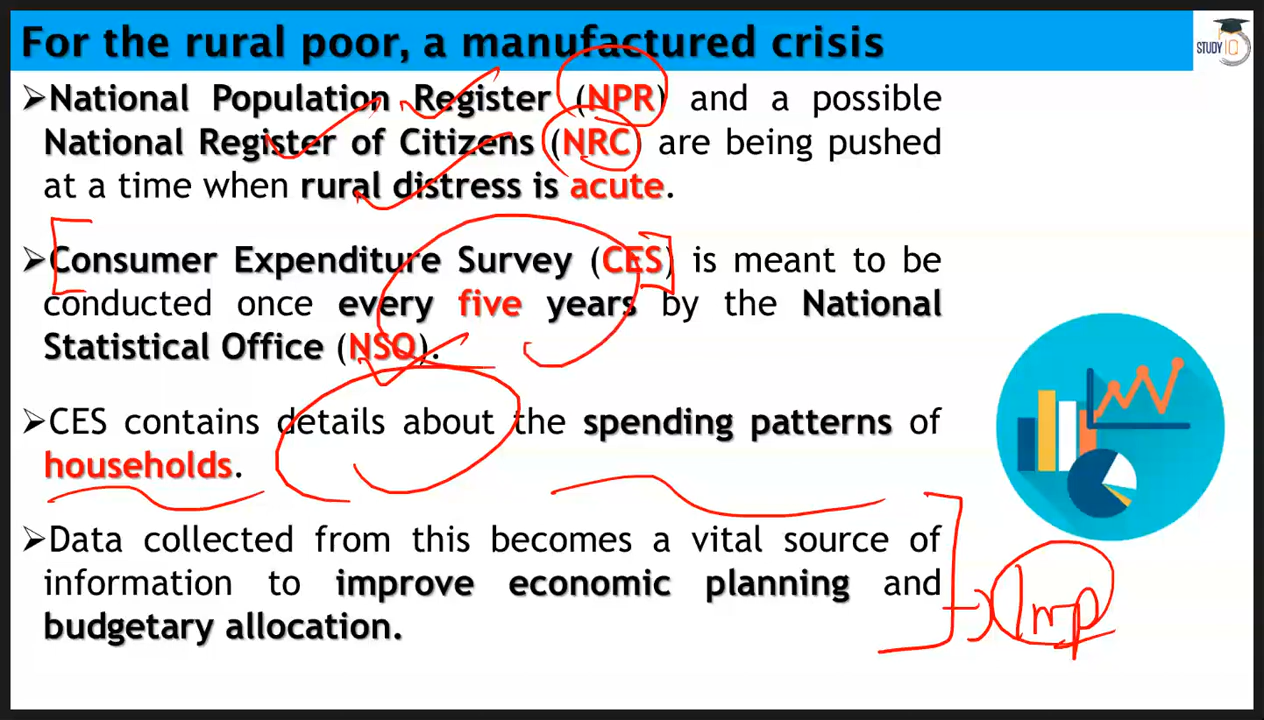 For the rural poor, a manufactured crisis
STUDY IQ
➢National Population Register (NPR) and a possible
National Register of Citizens (NRC) are being pushed
at a time when rural distress is acute.
➢Consumer Expenditure Survey (CES) is meant to be
conducted once every five years by the National
Statistical Office (NSO).
➢CES contains details about the spending patterns of
households.
➢Data collected from this becomes a vital source of
information to improve economic planning and
budgetary allocation.
Imp